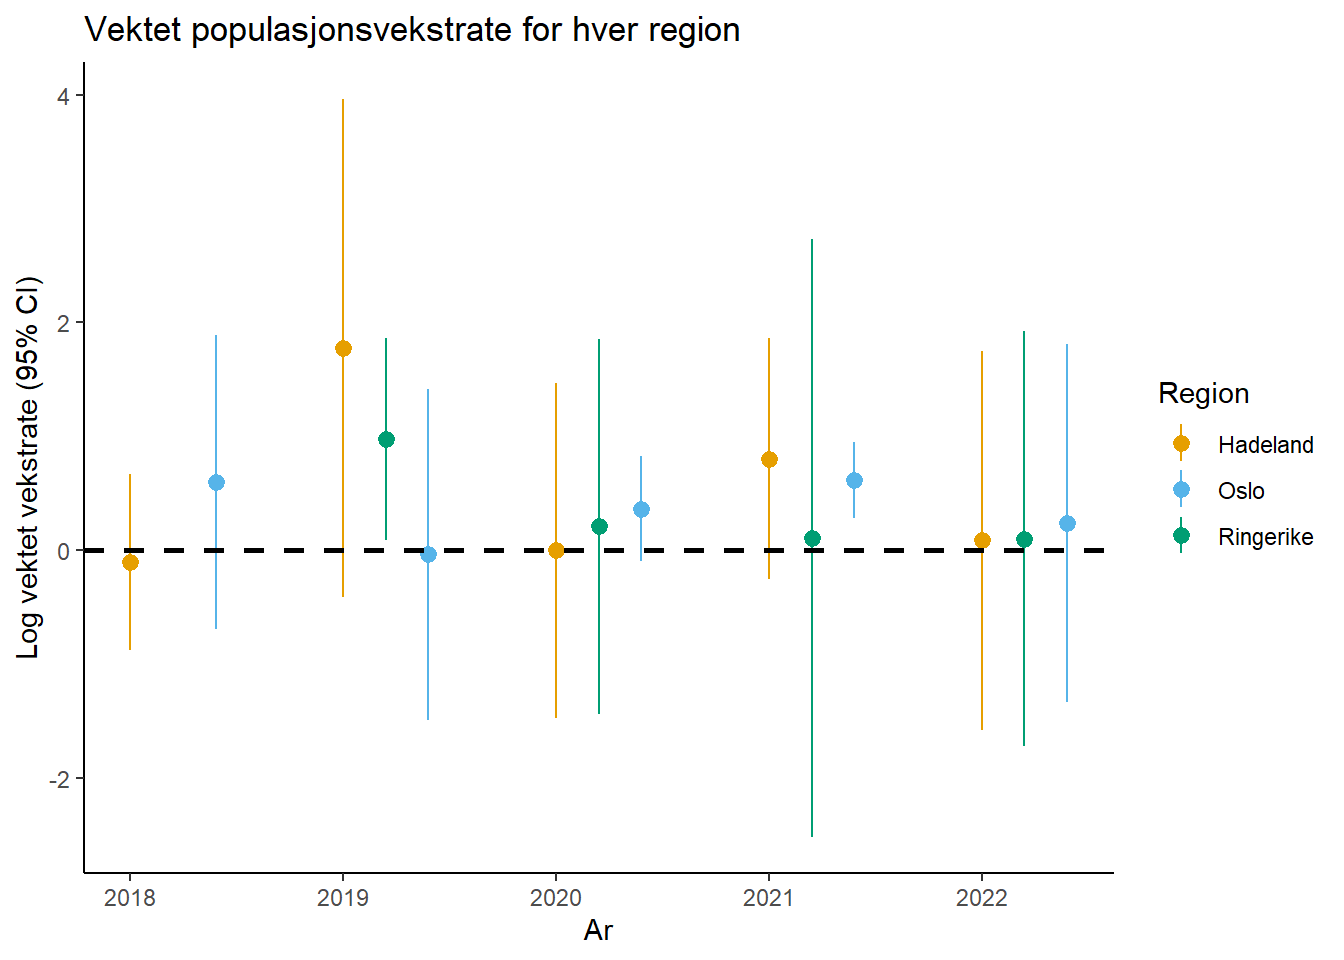 Vektet populasjonsvekstrate for hver region
Log vektet vekstrate (95% CI)
4
2
0
-2
2018
2019
2020
2021
2022
Ar
Region
Hadeland
Oslo
Ringerike